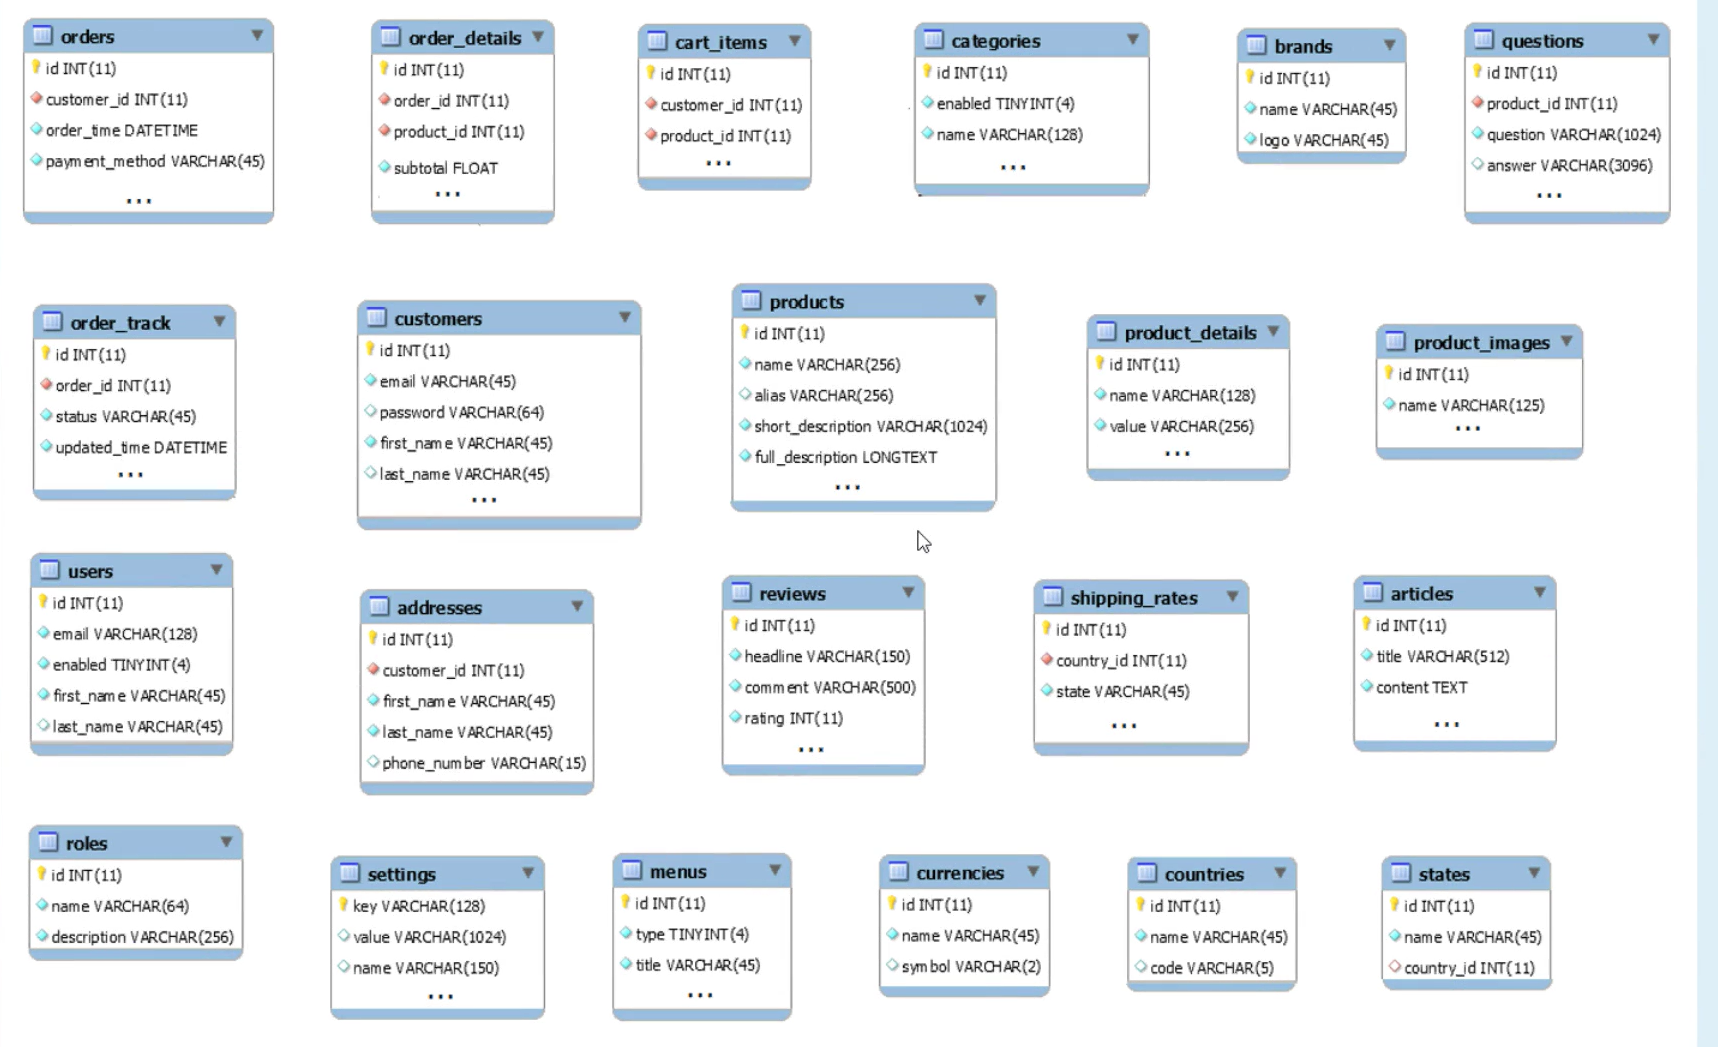 orders
id INT(11)
customer_id INT(11)
order_time DATETIME
payment_method VARCHAR(45)
...
order_details
id INT(11)
order_id INT(11)
product_id INT(11)
subtotal FLOAT
...
cart_items
id INT(11)
customer_id INT(11)
product_id INT(11)
...
categories
id INT(11)
enabled TINYINT(4)
name VARCHAR(128)
...
brands
id INT(11)
name VARCHAR(45)
logo VARCHAR(45)
questions
id INT(11)
product_id INT(11)
question VARCHAR(1024)
answer VARCHAR(3096)
...
order_track
id INT(11)
order_id INT(11)
status VARCHAR(45)
updated_time DATETIME
...
customers
id INT(11)
email VARCHAR(45)
password VARCHAR(64)
first_name VARCHAR(45)
last_name VARCHAR(45)
...
products
id INT(11)
name VARCHAR(256)
alias VARCHAR(256)
short_description VARCHAR(1024)
full_description LONGTEXT
...
product_details
id INT(11)
name VARCHAR(128)
value VARCHAR(256)
...
product_images
id INT(11)
name VARCHAR(125)
...
users
id INT(11)
email VARCHAR(128)
enabled TINYINT(4)
first_name VARCHAR(45)
last_name VARCHAR(45)
addresses
id INT(11)
customer_id INT(11)
first_name VARCHAR(45)
last_name VARCHAR(45)
phone_number VARCHAR(15)
reviews
id INT(11)
headline VARCHAR(150)
comment VARCHAR(500)
rating INT(11)
...
shipping_rates
id INT(11)
country_id INT(11)
state VARCHAR(45)
...
articles
id INT(11)
title VARCHAR(512)
content TEXT
...
roles
id INT(11)
name VARCHAR(64)
description VARCHAR(256)
settings
key VARCHAR(128)
value VARCHAR(1024)
name VARCHAR(150)
...
menus
id INT(11)
type TINYINT(4)
title VARCHAR(45)
...
currencies
id INT(11)
name VARCHAR(45)
symbol VARCHAR(2)
countries
id INT(11)
name VARCHAR(45)
code VARCHAR(5)
states
id INT(11)
name VARCHAR(45)
country_id INT(11)